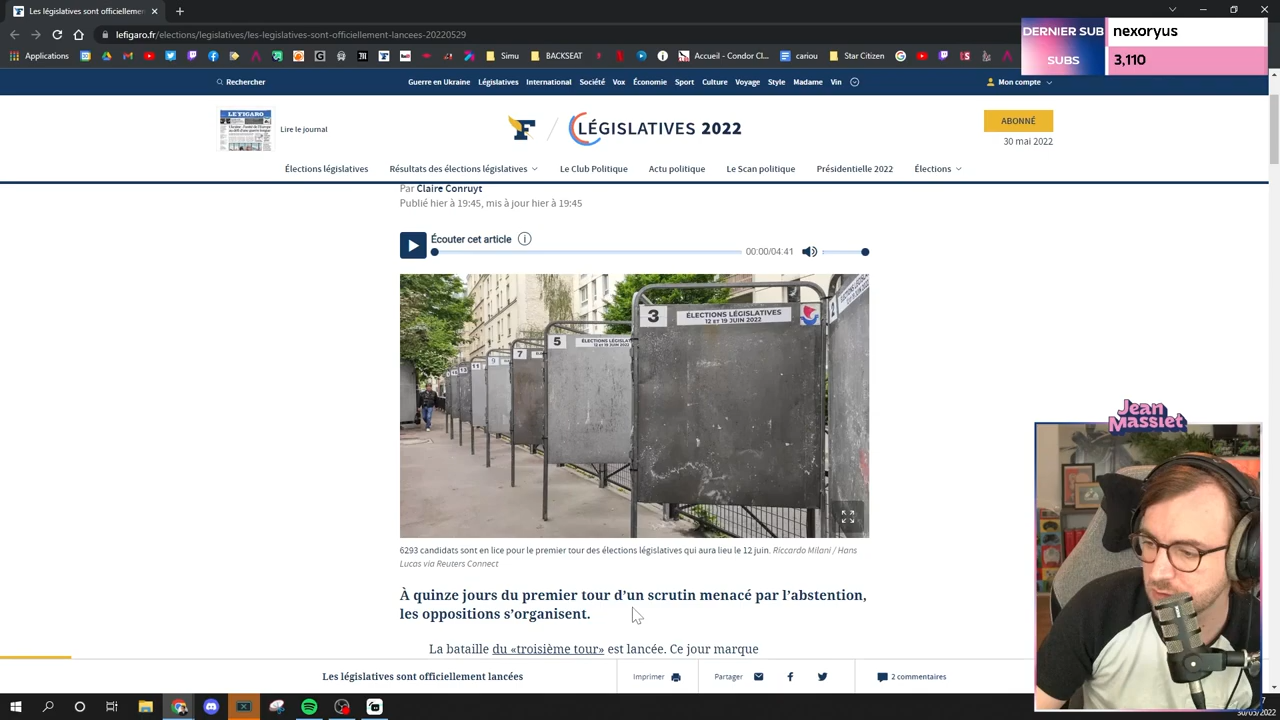 Les législatives sont officielleme
lefigaro.fr/elections/legislatives/les-legislatives-sont-officiellement-lancees-20220529
Applications
Simu
BACKSEAT
Accueil - Condor Cl...
cariou
Star Citizen
DERNIER SUB nexoryus
SUBS 3,110
Rechercher
Guerre en Ukraine Législatives International Société Vox Économie Sport Culture Voyage Style Madame Vin
Mon compte
LE FIGARO
Lire le journal
LÉGISLATIVES 2022
ABONNÉ
30 mai 2022
Élections législatives Résultats des élections législatives Le Club Politique Actu politique Le Scan politique Présidentielle 2022 Élections
Par Claire Conruyt
Publié hier à 19:45, mis à jour hier à 19:45
Écouter cet article
00:00/04:41
3 ÉLECTIONS LÉGISLATIVES
12 ET 19 JUIN 2022
5 ÉLECTIONS LÉGISLA
12 ET 19 JUIN 20
7
9
11
6293 candidats sont en lice pour le premier tour des élections législatives qui aura lieu le 12 juin. Riccardo Milani / Hans
Lucas via Reuters Connect
À quinze jours du premier tour d’un scrutin menacé par l’abstention,
les oppositions s’organisent.
La bataille du «troisième tour» est lancée. Ce jour marque
Les législatives sont officiellement lancées
Imprimer
Partager
2 commentaires
Jean
Massiet
30/05/2022